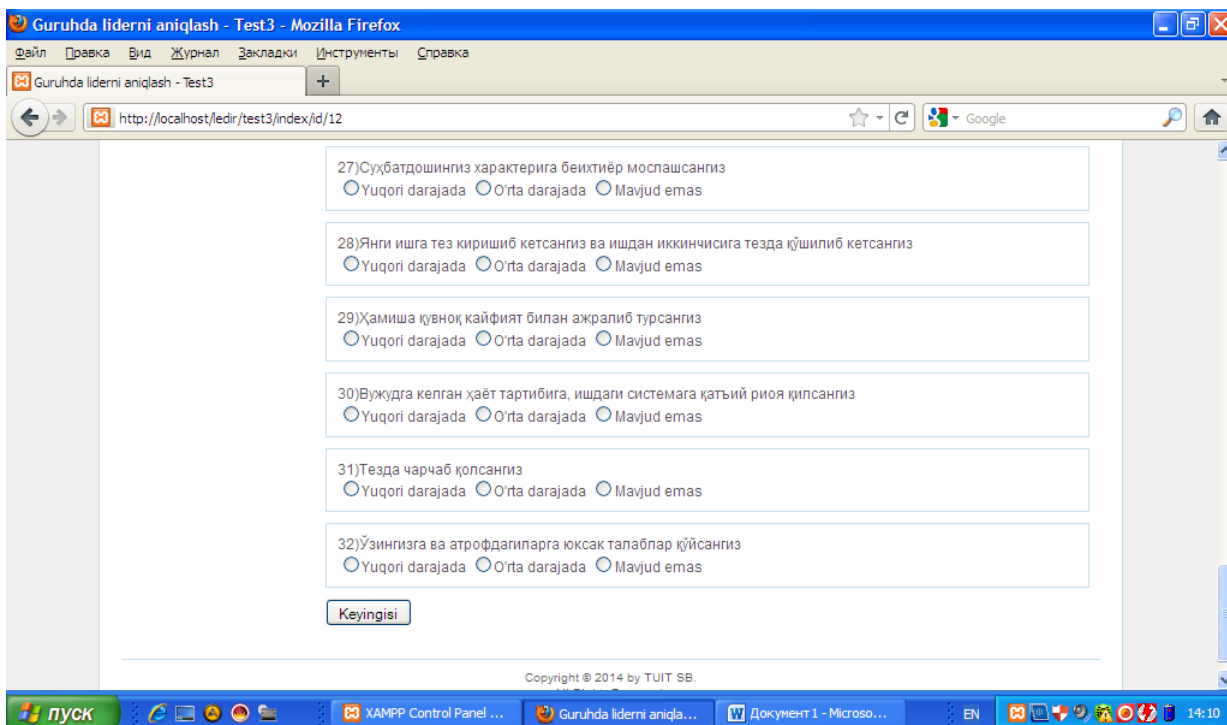 Guruhda liderni aniqlash - Test3 - Mozilla Firefox
Файл Правка Вид Журнал Закладки Инструменты Справка
Guruhda liderni aniqlash - Test3
http://localhost/ledir/test3/index/id/12
Google
27)Суҳбатдошингиз характерига беихтиёр моспашсангиз
Yuqori darajada O'rta darajada Mavjud emas
28)Янги ишга тез киришиб кетсангиз ва ишдан иккинчисига тезда қўшилиб кетсангиз
Yuqori darajada O'rta darajada Mavjud emas
29)Ҳамиша қувноқ кайфият билан ажралиб турсангиз
Yuqori darajada O'rta darajada Mavjud emas
30)Вужудга келган ҳаёт тартибига, ишдаги системага қатъий риоя қилсангиз
Yuqori darajada O'rta darajada Mavjud emas
31)Тезда чарчаб қолсангиз
Yuqori darajada O'rta darajada Mavjud emas
32)Ўзингизга ва атрофдагиларга юксак талаблар қўйсангиз
Yuqori darajada O'rta darajada Mavjud emas
Keyingisi
Copyright © 2014 by TUIT SB.
пуск XAMPP Control Panel ... Guruhda liderni aniqla... Документ1 - Microso... EN 14:10